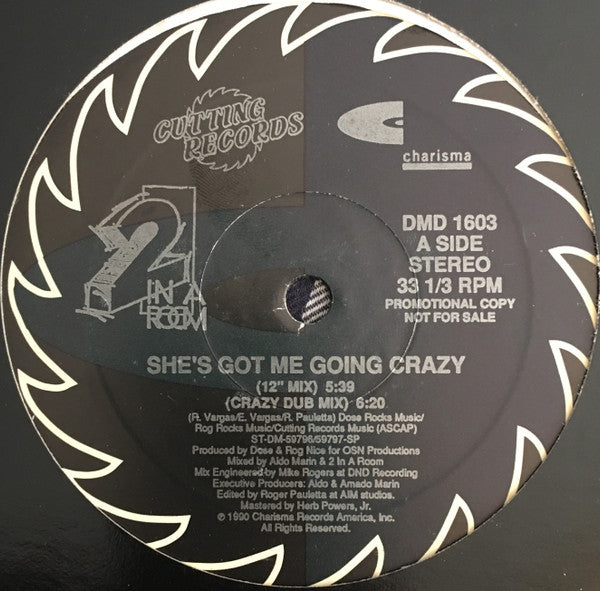 CUTTING
RECORDS
charisma
2
IN A
ROOM
DMD 1603
A SIDE
STEREO
33 1/3 RPM
PROMOTIONAL COPY
NOT FOR SALE
SHE'S GOT ME GOING CRAZY
(12" MIX) 5:39
(CRAZY DUB MIX) 6:20
(R. Vargas/E. Vargas/R. Pauletta) Dose Rocks Music/
Rog Rocks Music/Cutting Records Music (ASCAP)
ST-DM-59796/59797-SP
Produced by Dose & Rog Nice for OSN Productions
Mixed by Aldo Marin & 2 In A Room
Mix Engineered by Mike Rogers at DND Recording
Executive Producers: Aldo & Amado Marin
Edited by Roger Pauletta at AIM studios.
Mastered by Herb Powers, Jr.
℗ 1990 Charisma Records America, Inc.
All Rights Reserved.